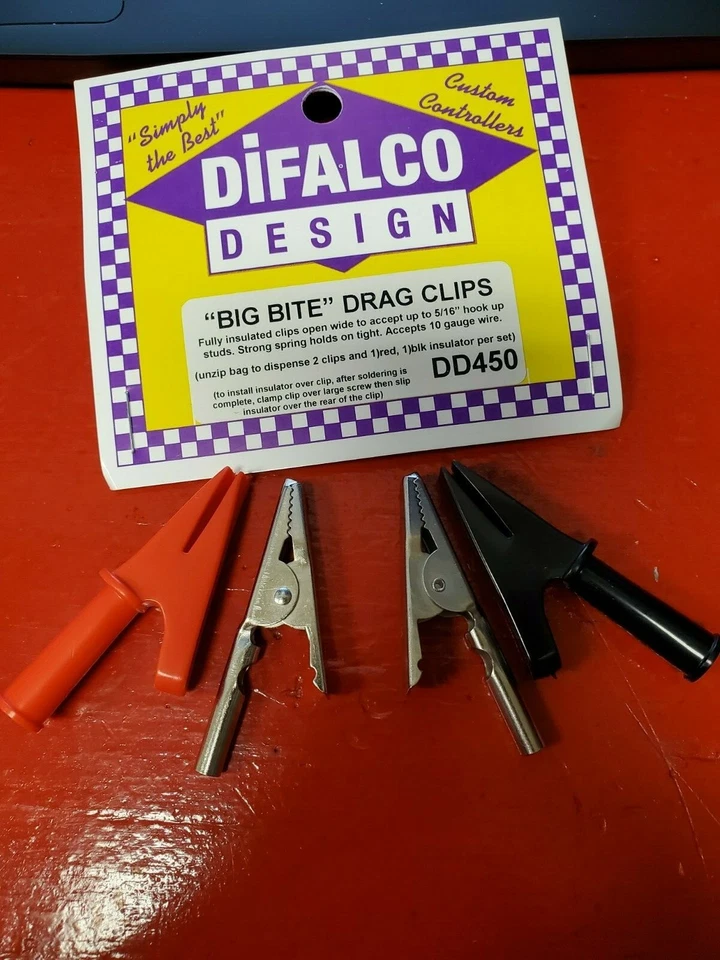 "Simply
the Best"
Custom
Controllers
DiFALCO
DESIGN
"BIG BITE" DRAG CLIPS
Fully insulated clips open wide to accept up to 5/16" hook up
studs. Strong spring holds on tight. Accepts 10 gauge wire.
(unzip bag to dispense 2 clips and 1)red, 1)blk insulator per set)
(to install insulator over clip, after soldering is
complete, clamp clip over large screw then slip
insulator over the rear of the clip)
DD450